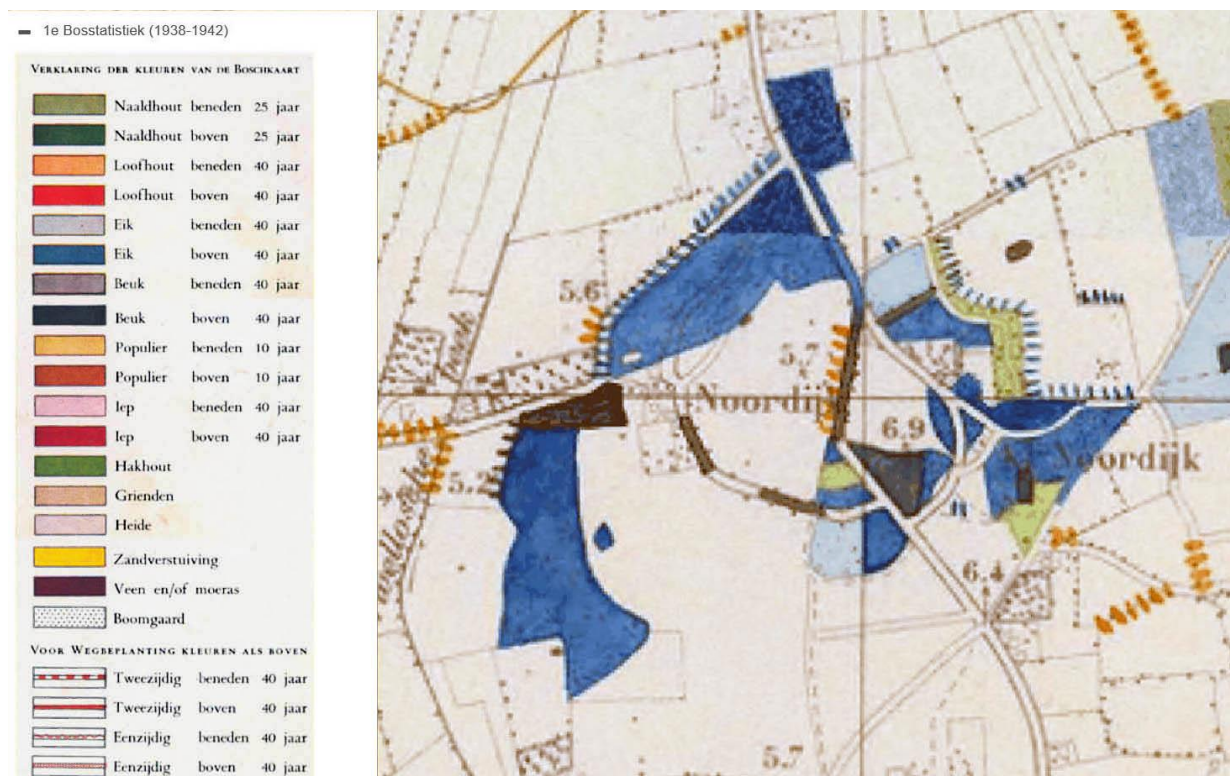 1e Bosstatistiek (1938-1942)
VERKLARING DER KLEUREN VAN DE BOSCHKAART
Naaldhout beneden 25 jaar
Naaldhout boven 25 jaar
Loofhout beneden 40 jaar
Loofhout boven 40 jaar
Eik beneden 40 jaar
Eik boven 40 jaar
Beuk beneden 40 jaar
Beuk boven 40 jaar
Populier beneden 10 jaar
Populier boven 10 jaar
Iep beneden 40 jaar
Iep boven 40 jaar
Hakhout
Grienden
Heide
Zandverstuiving
Veen en/of moeras
Boomgaard
VOOR WEGBEPLANTING KLEUREN ALS BOVEN
Tweezijdig beneden 40 jaar
Tweezijdig boven 40 jaar
Eenzijdig beneden 40 jaar
Eenzijdig boven 40 jaar
5.6
5.7
Noordijk
6.9
Noordijk
5.2
6.4